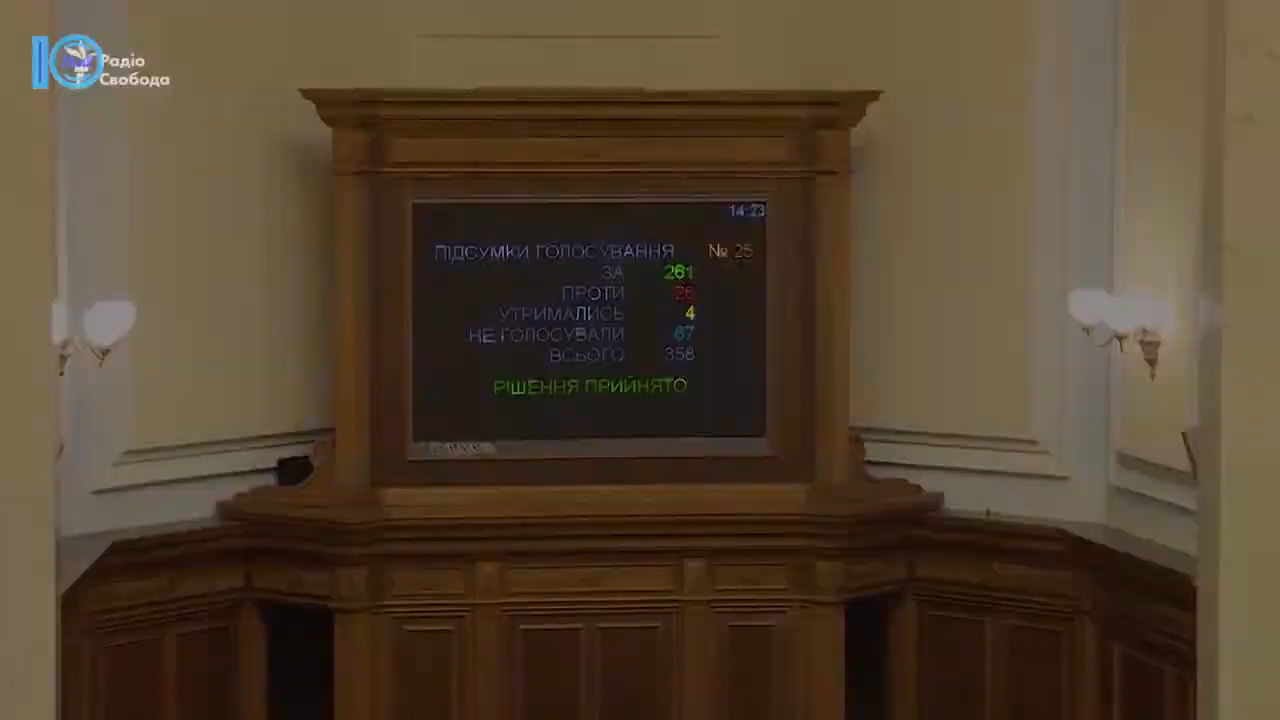 Радіо
Свобода
14:23
ПІДСУМКИ ГОЛОСУВАННЯ № 25
ЗА 261
ПРОТИ 26
УТРИМАЛИСЬ 4
НЕ ГОЛОСУВАЛИ 67
ВСЬОГО 358
РІШЕННЯ ПРИЙНЯТО